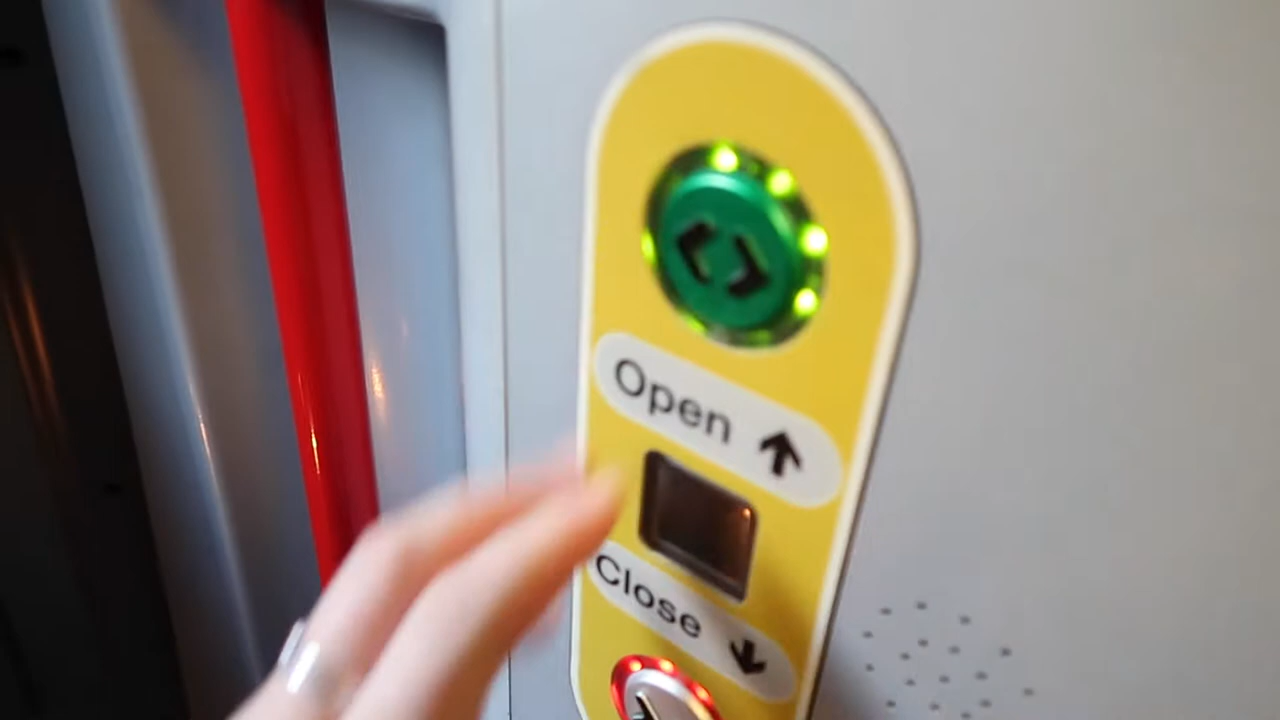 Open ↑
Close ↓